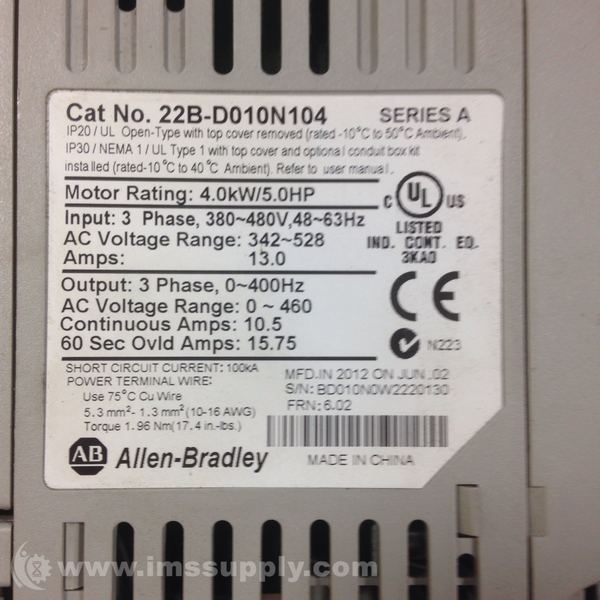 Cat No. 22B-D010N104 SERIES A
IP20 / UL Open-Type with top cover removed (rated -10°C to 50°C Ambient).
IP30 / NEMA 1 / UL Type 1 with top cover and optional conduit box kit
installed (rated-10°C to 40°C Ambient). Refer to user manual.
Motor Rating: 4.0kW/5.0HP
Input: 3 Phase, 380~480V,48~63Hz
AC Voltage Range: 342~528
Amps: 13.0
C UL US
LISTED
IND. CONT. EQ.
3KA0
Output: 3 Phase, 0~400Hz
AC Voltage Range: 0 ~ 460
Continuous Amps: 10.5
60 Sec Ovld Amps: 15.75
CE
N223
SHORT CIRCUIT CURRENT: 100kA
POWER TERMINAL WIRE:
Use 75°C Cu Wire
5.3 mm²- 1.3 mm²(10-16 AWG)
Torque 1.96 Nm(17.4 in.-lbs.)
MFD.IN 2012 ON JUN .02
S/N: BD010N0W2220130
FRN: 6.02
AB Allen-Bradley
MADE IN CHINA
www.imssupply.com